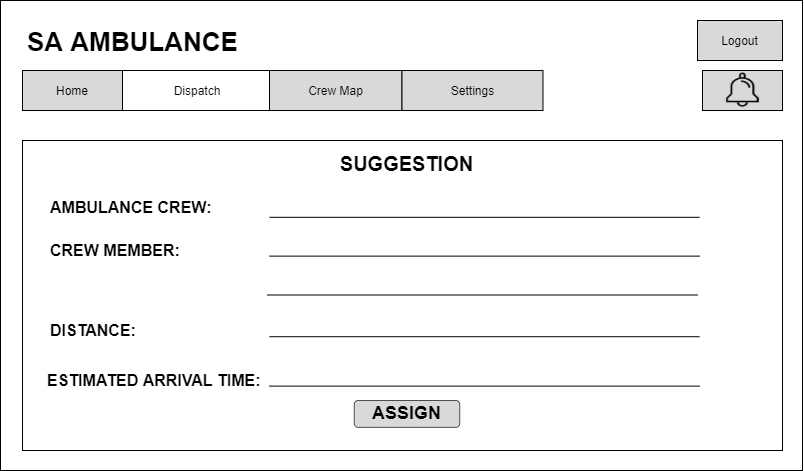 SA AMBULANCE
Logout
Home
Dispatch
Crew Map
Settings
SUGGESTION
AMBULANCE CREW:
CREW MEMBER:
DISTANCE:
ESTIMATED ARRIVAL TIME:
ASSIGN